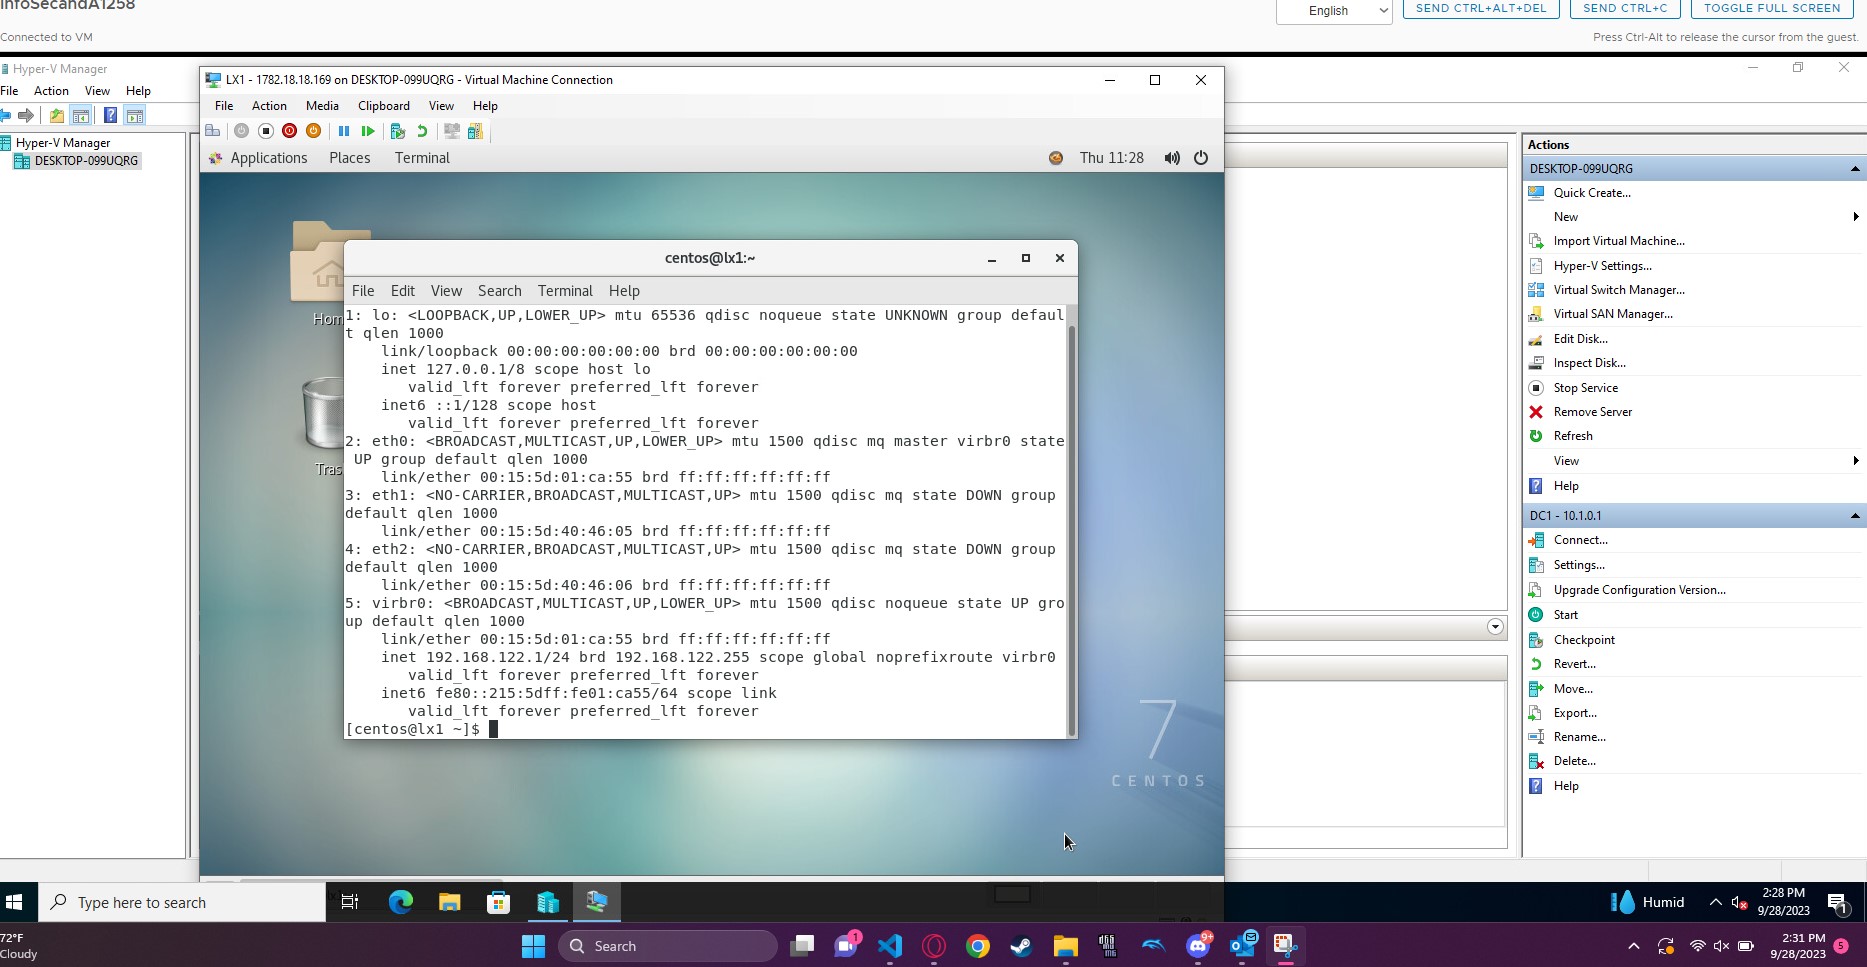 InfoSecandA1258
English
SEND CTRL+ALT+DEL
SEND CTRL+C
TOGGLE FULL SCREEN
Connected to VM
Press Ctrl-Alt to release the cursor from the guest.
Hyper-V Manager
File Action View Help
Hyper-V Manager
DESKTOP-099UQRG
LX1 - 1782.18.18.169 on DESKTOP-099UQRG - Virtual Machine Connection
File Action Media Clipboard View Help
Applications Places Terminal
Thu 11:28
Hom
Tras
centos@lx1:~
File Edit View Search Terminal Help
1: lo: <LOOPBACK,UP,LOWER_UP> mtu 65536 qdisc noqueue state UNKNOWN group defaul
t qlen 1000
link/loopback 00:00:00:00:00:00 brd 00:00:00:00:00:00
inet 127.0.0.1/8 scope host lo
valid_lft forever preferred_lft forever
inet6 ::1/128 scope host
valid_lft forever preferred_lft forever
2: eth0: <BROADCAST,MULTICAST,UP,LOWER_UP> mtu 1500 qdisc mq master virbr0 state
UP group default qlen 1000
link/ether 00:15:5d:01:ca:55 brd ff:ff:ff:ff:ff:ff
3: eth1: <NO-CARRIER,BROADCAST,MULTICAST,UP> mtu 1500 qdisc mq state DOWN group
default qlen 1000
link/ether 00:15:5d:40:46:05 brd ff:ff:ff:ff:ff:ff
4: eth2: <NO-CARRIER,BROADCAST,MULTICAST,UP> mtu 1500 qdisc mq state DOWN group
default qlen 1000
link/ether 00:15:5d:40:46:06 brd ff:ff:ff:ff:ff:ff
5: virbr0: <BROADCAST,MULTICAST,UP,LOWER_UP> mtu 1500 qdisc noqueue state UP gro
up default qlen 1000
link/ether 00:15:5d:01:ca:55 brd ff:ff:ff:ff:ff:ff
inet 192.168.122.1/24 brd 192.168.122.255 scope global noprefixroute virbr0
valid_lft forever preferred_lft forever
inet6 fe80::215:5dff:fe01:ca55/64 scope link
valid_lft forever preferred_lft forever
[centos@lx1 ~]$
7
CENTOS
Actions
DESKTOP-099UQRG
Quick Create...
New
Import Virtual Machine...
Hyper-V Settings...
Virtual Switch Manager...
Virtual SAN Manager...
Edit Disk...
Inspect Disk...
Stop Service
Remove Server
Refresh
View
Help
DC1 - 10.1.0.1
Connect...
Settings...
Upgrade Configuration Version...
Start
Checkpoint
Revert...
Move...
Export...
Rename...
Delete...
Help
Type here to search
Humid
2:28 PM
9/28/2023
1
72°F
Cloudy
Search
1
9+
2:31 PM
9/28/2023
5